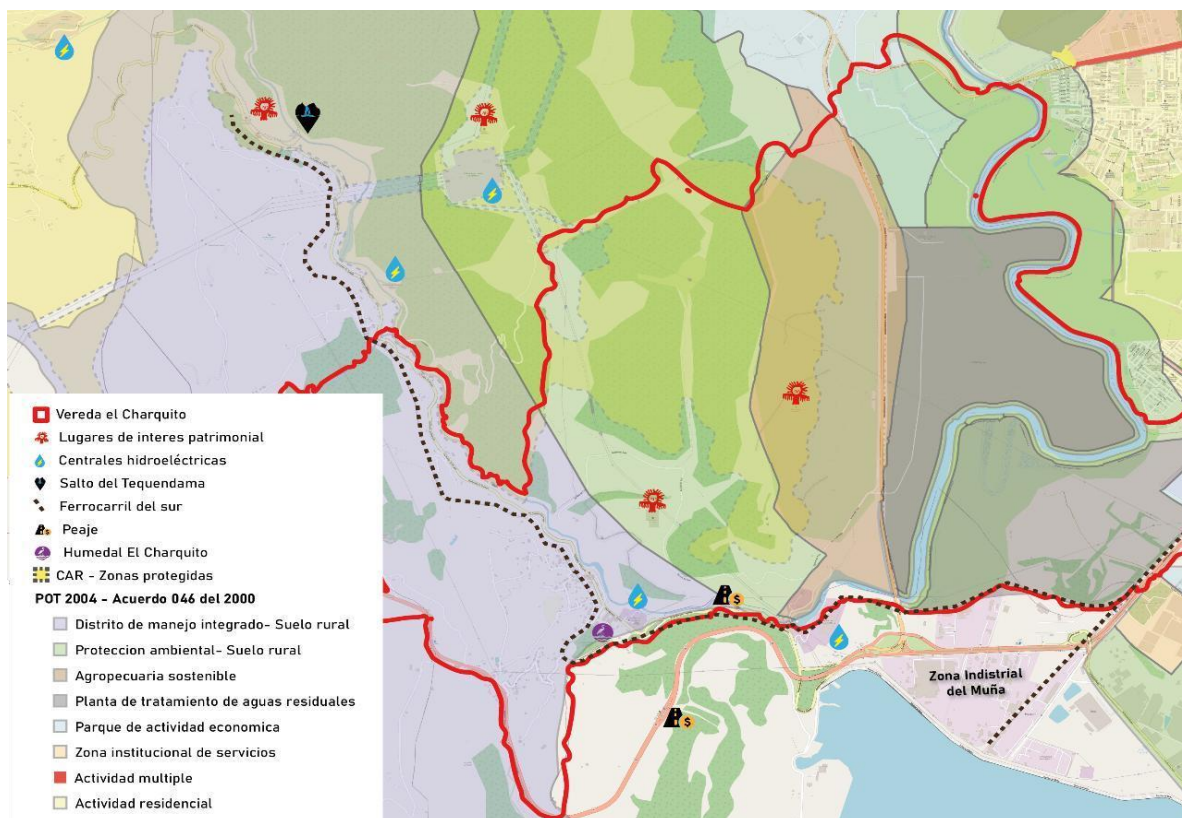 Vereda el Charquito
Lugares de interes patrimonial
Centrales hidroeléctricas
Salto del Tequendama
Ferrocarril del sur
Peaje
Humedal El Charquito
CAR - Zonas protegidas
POT 2004 - Acuerdo 046 del 2000
Distrito de manejo integrado- Suelo rural
Proteccion ambiental- Suelo rural
Agropecuaria sostenible
Planta de tratamiento de aguas residuales
Parque de actividad economica
Zona institucional de servicios
Actividad multiple
Actividad residencial
Zona Indistrial
del Muña